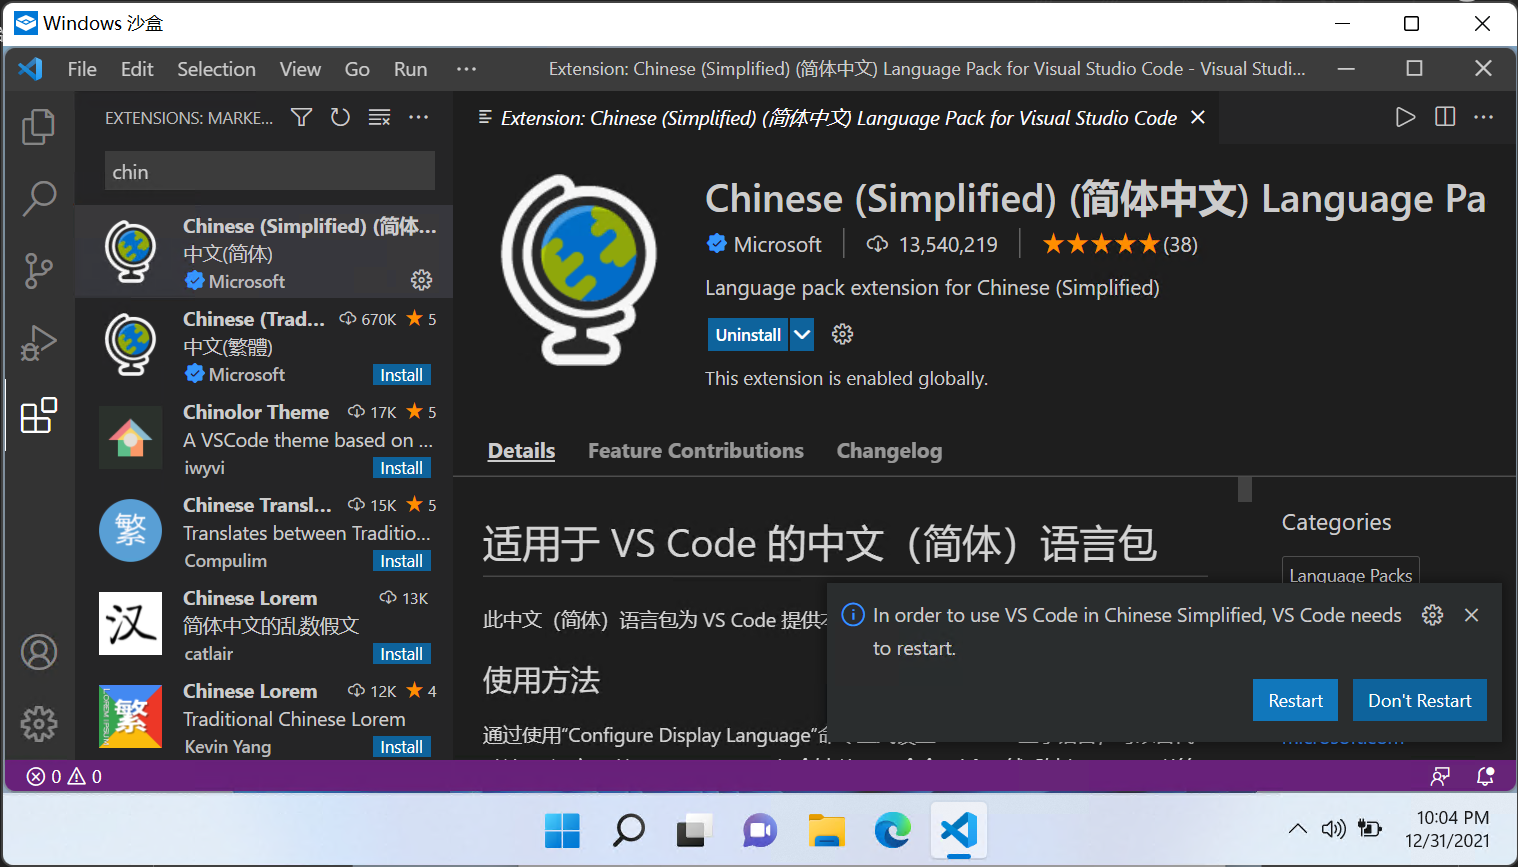 Windows 沙盒
File Edit Selection View Go Run ···
Extension: Chinese (Simplified) (简体中文) Language Pack for Visual Studio Code - Visual Studi...
EXTENSIONS: MARKE...
chin
Chinese (Simplified) (简体...
中文(简体)
Microsoft
Chinese (Trad... 670K ★ 5
中文(繁體)
Microsoft Install
Chinolor Theme 17K ★ 5
A VSCode theme based on ...
iwyvi Install
繁
Chinese Transl... 15K ★ 5
Translates between Traditio...
Compulim Install
汉
Chinese Lorem 13K
简体中文的乱数假文
catlair Install
LOREM IPSUM
繁
Chinese Lorem 12K ★ 4
Traditional Chinese Lorem
Kevin Yang Install
Extension: Chinese (Simplified) (简体中文) Language Pack for Visual Studio Code
Chinese (Simplified) (简体中文) Language Pa
Microsoft 13,540,219 ★★★★★(38)
Language pack extension for Chinese (Simplified)
Uninstall
This extension is enabled globally.
Details Feature Contributions Changelog
适用于 VS Code 的中文（简体）语言包
此中文（简体）语言包为 VS Code 提供
使用方法
通过使用“Configure Display Language”
Categories
Language Packs
In order to use VS Code in Chinese Simplified, VS Code needs
to restart.
Restart Don't Restart
0 0
10:04 PM
12/31/2021